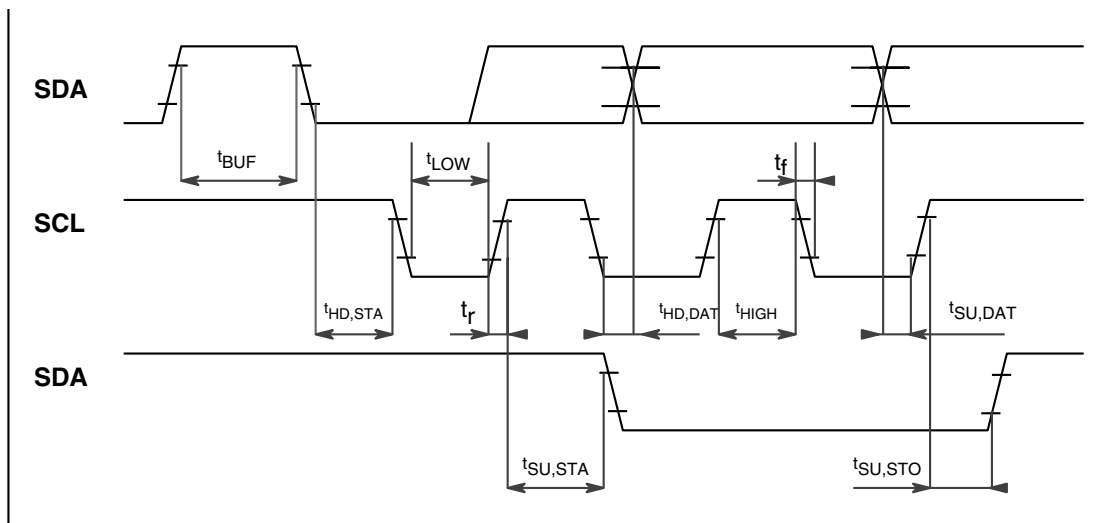 SDA
tBUF
tLOW
tf
SCL
tHD,STA
tr
tHD,DAT
tHIGH
tSU,DAT
SDA
tSU,STA
tSU,STO